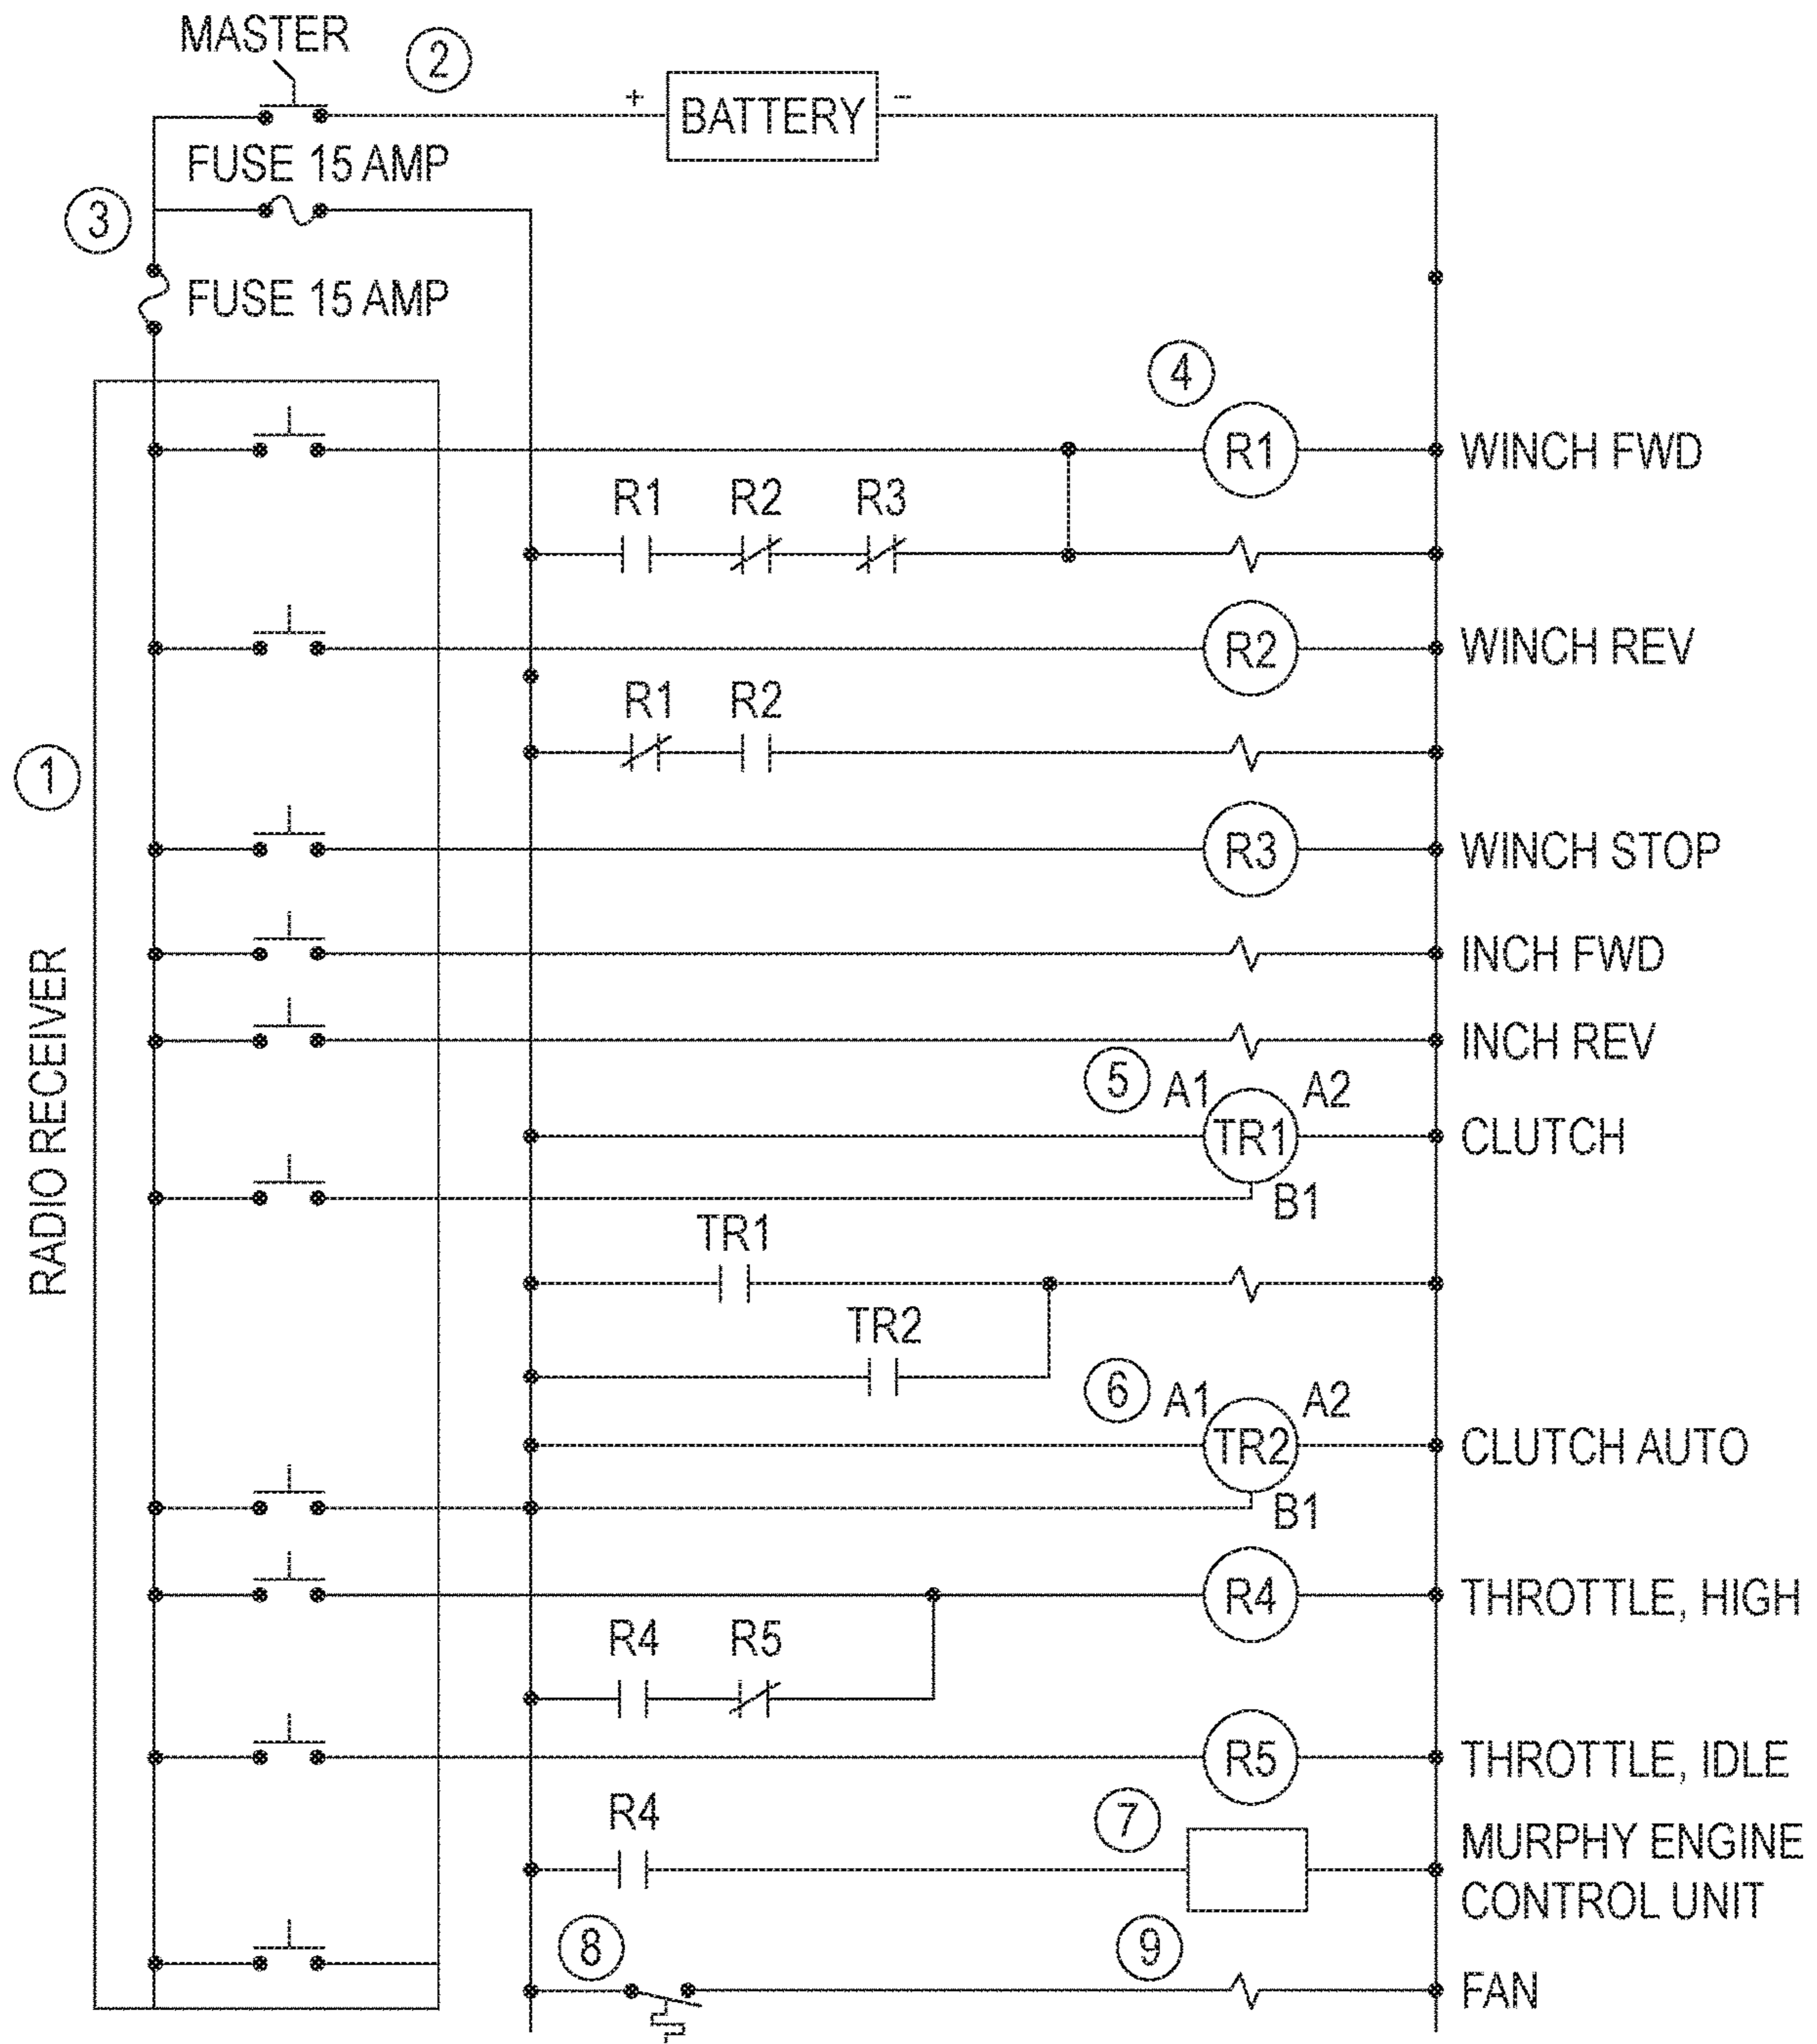 MASTER
2
+
BATTERY
−
FUSE 15 AMP
3
FUSE 15 AMP
4
R1
WINCH FWD
R1 R2 R3
R2
WINCH REV
R1 R2
1
R3
WINCH STOP
RADIO RECEIVER
INCH FWD
INCH REV
5
A1 A2
TR1
CLUTCH
B1
TR1
TR2
6
A1 A2
TR2
CLUTCH AUTO
B1
R4
THROTTLE, HIGH
R4 R5
R5
THROTTLE, IDLE
R4
7
MURPHY ENGINE
CONTROL UNIT
8
9
FAN